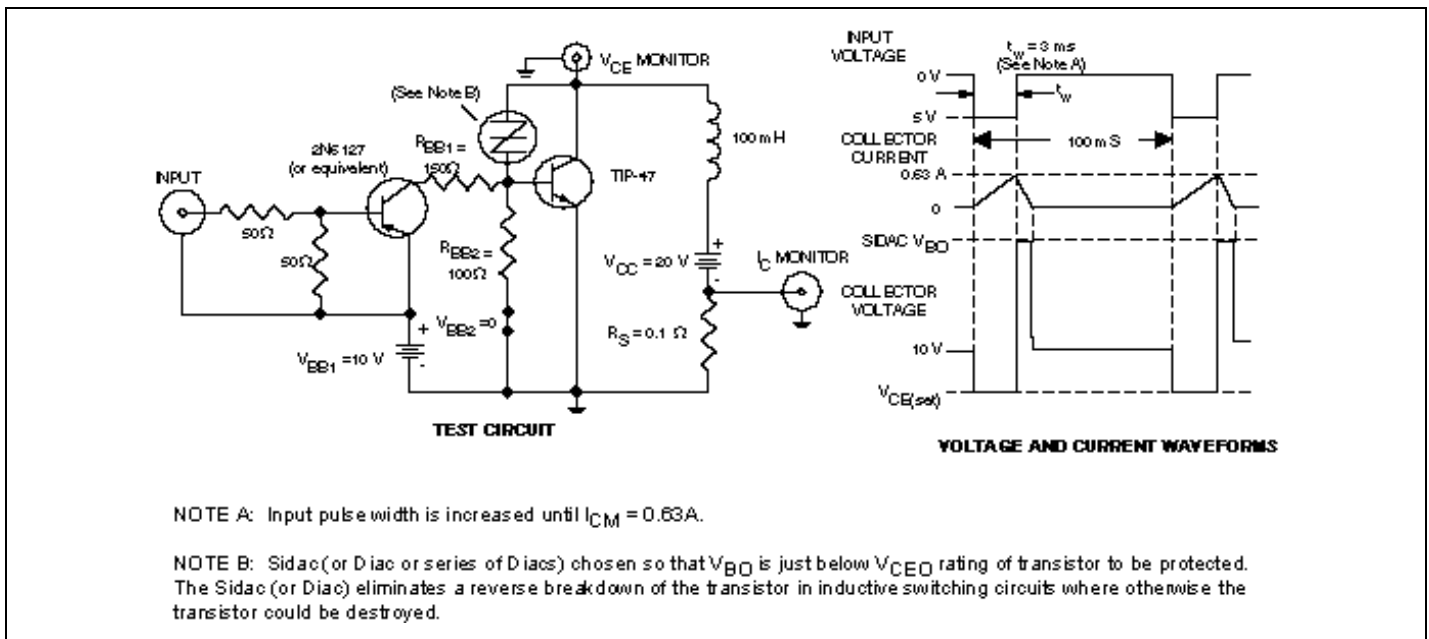 V_CE MONITOR
(See Note B)
2N6127
(or equivalent)
R_BB1 =
150Ω
INPUT
50Ω
50Ω
TIP-47
100 mH
R_BB2 =
100Ω
V_CC = 20 V
+
-
I_C MONITOR
+
V_BB2 =0
V_BB1 =10 V
-
R_S = 0.1 Ω
TEST CIRCUIT
INPUT
VOLTAGE
t_w = 3 ms
(See Note A)
0 V
t_w
5 V
COLLECTOR
CURRENT
100 mS
0.63 A
0
SIDAC V_BO
COLLECTOR
VOLTAGE
10 V
V_CE(sat)
VOLTAGE AND CURRENT WAVEFORMS
NOTE A: Input pulse width is increased until I_CM = 0.63A.
NOTE B: Sidac (or Diac or series of Diacs) chosen so that V_BO is just below V_CEO rating of transistor to be protected.
The Sidac (or Diac) eliminates a reverse breakdown of the transistor in inductive switching circuits where otherwise the
transistor could be destroyed.